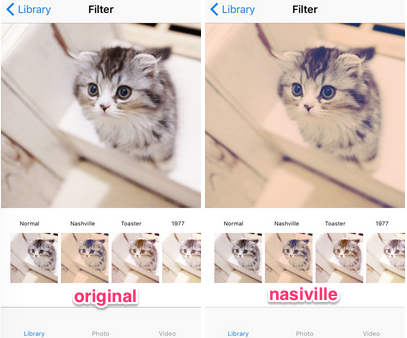 Library Filter
Normal Nashville Toaster 1977
original
Library Photo Video
Library Filter
Normal Nashville Toaster 1977
nasiville
Library Photo Video